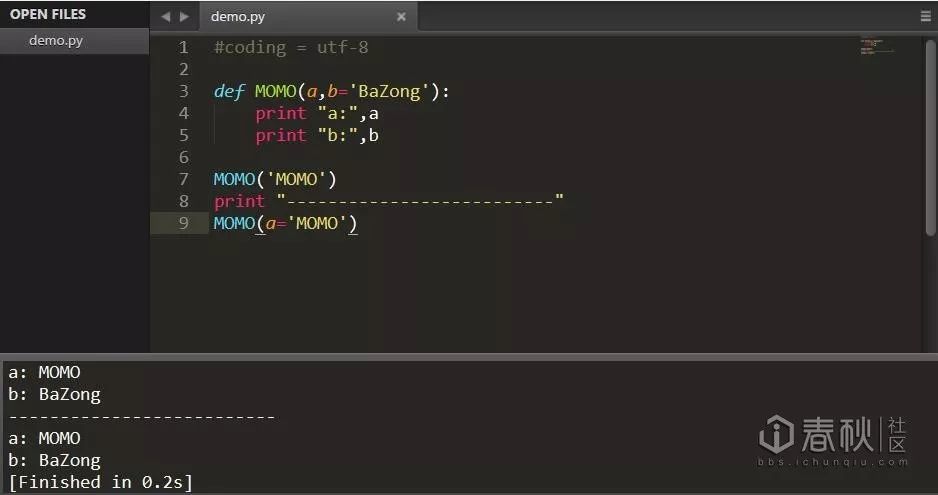 OPEN FILES
demo.py
demo.py
1 #coding = utf-8
2
3 def MOMO(a,b='BaZong'):
4     print "a:",a
5     print "b:",b
6
7 MOMO('MOMO')
8 print "--------------------------"
9 MOMO(a='MOMO')
a: MOMO
b: BaZong
--------------------------
a: MOMO
b: BaZong
[Finished in 0.2s]
春秋 社区
bbs.ichunqiu.com